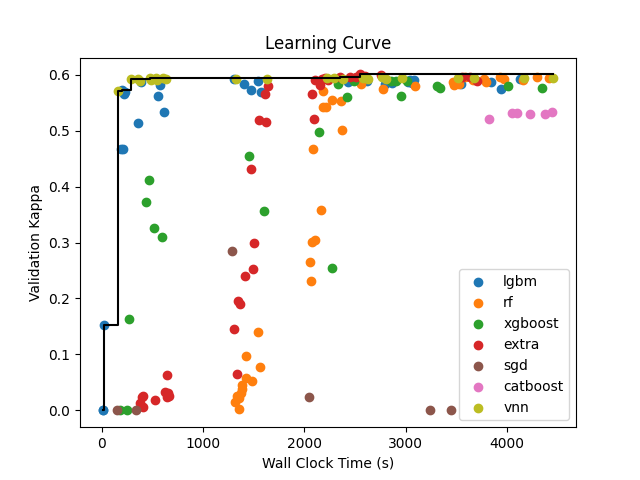 Learning Curve
Validation Kappa
0.6
0.5
0.4
0.3
0.2
0.1
0.0
0
1000
2000
3000
4000
Wall Clock Time (s)
lgbm
rf
xgboost
extra
sgd
catboost
vnn